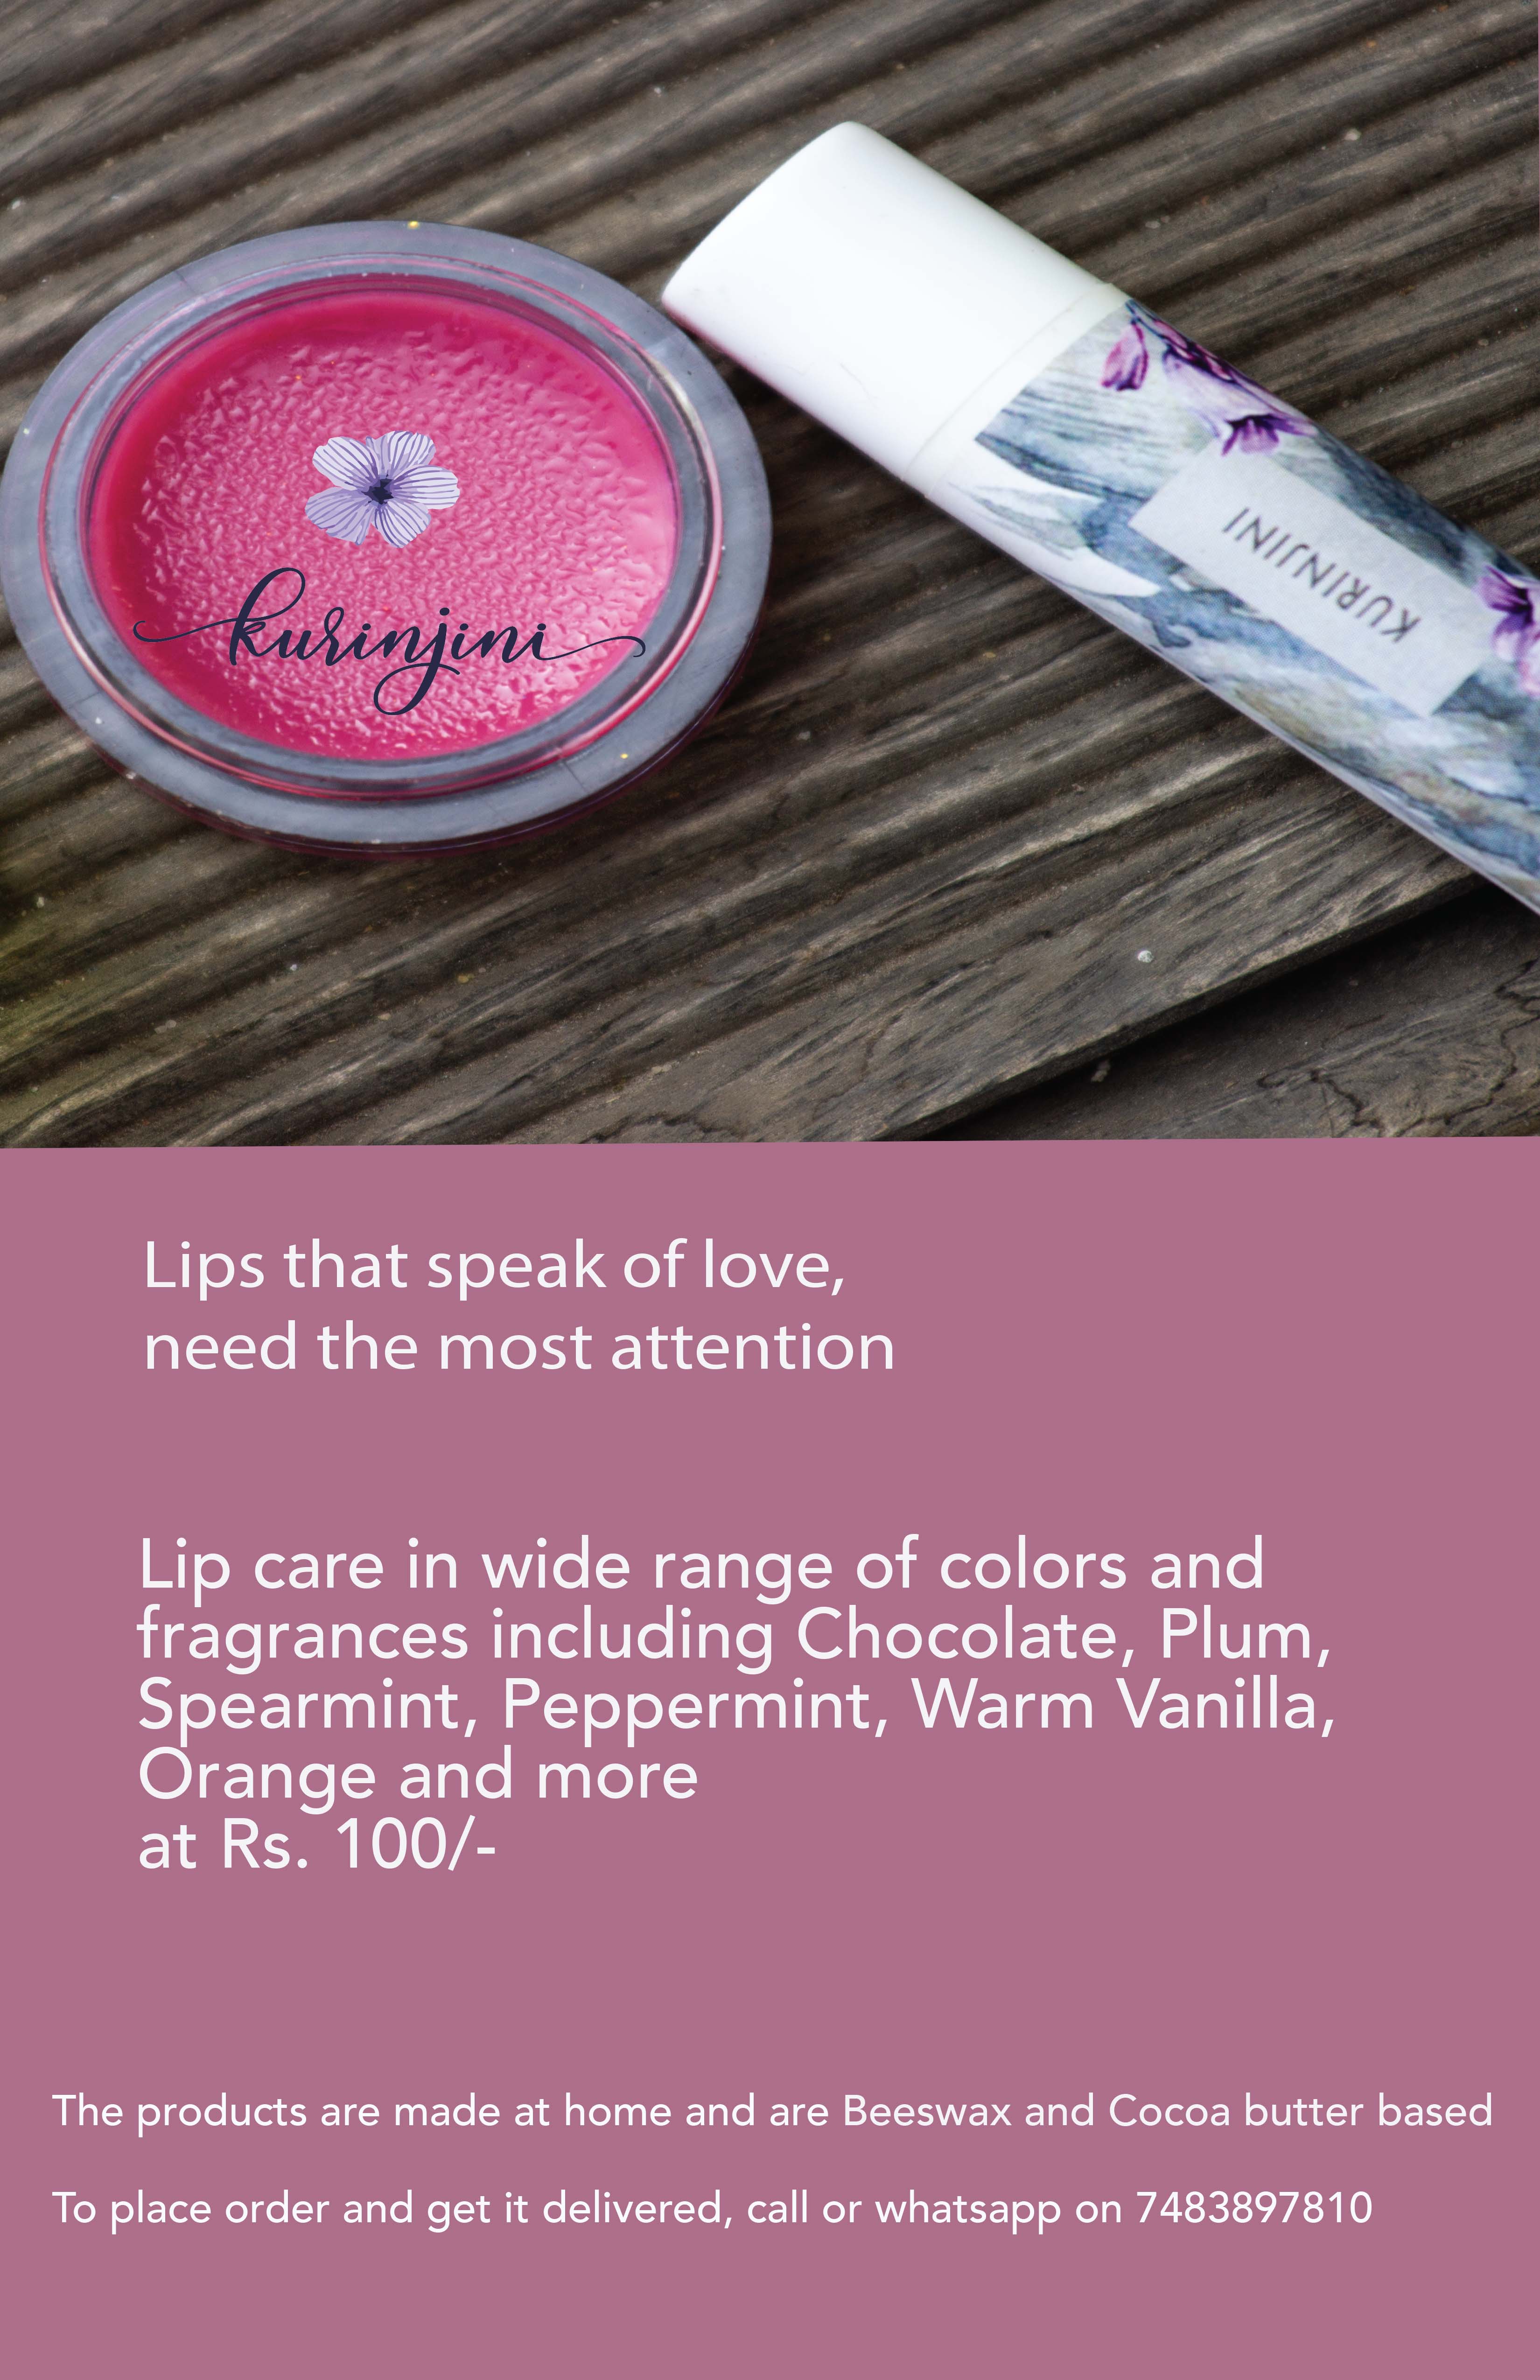 kurinjini
KURINJINI
Lips that speak of love,
need the most attention
Lip care in wide range of colors and
fragrances including Chocolate, Plum,
Spearmint, Peppermint, Warm Vanilla,
Orange and more
at Rs. 100/-
The products are made at home and are Beeswax and Cocoa butter based
To place order and get it delivered, call or whatsapp on 7483897810